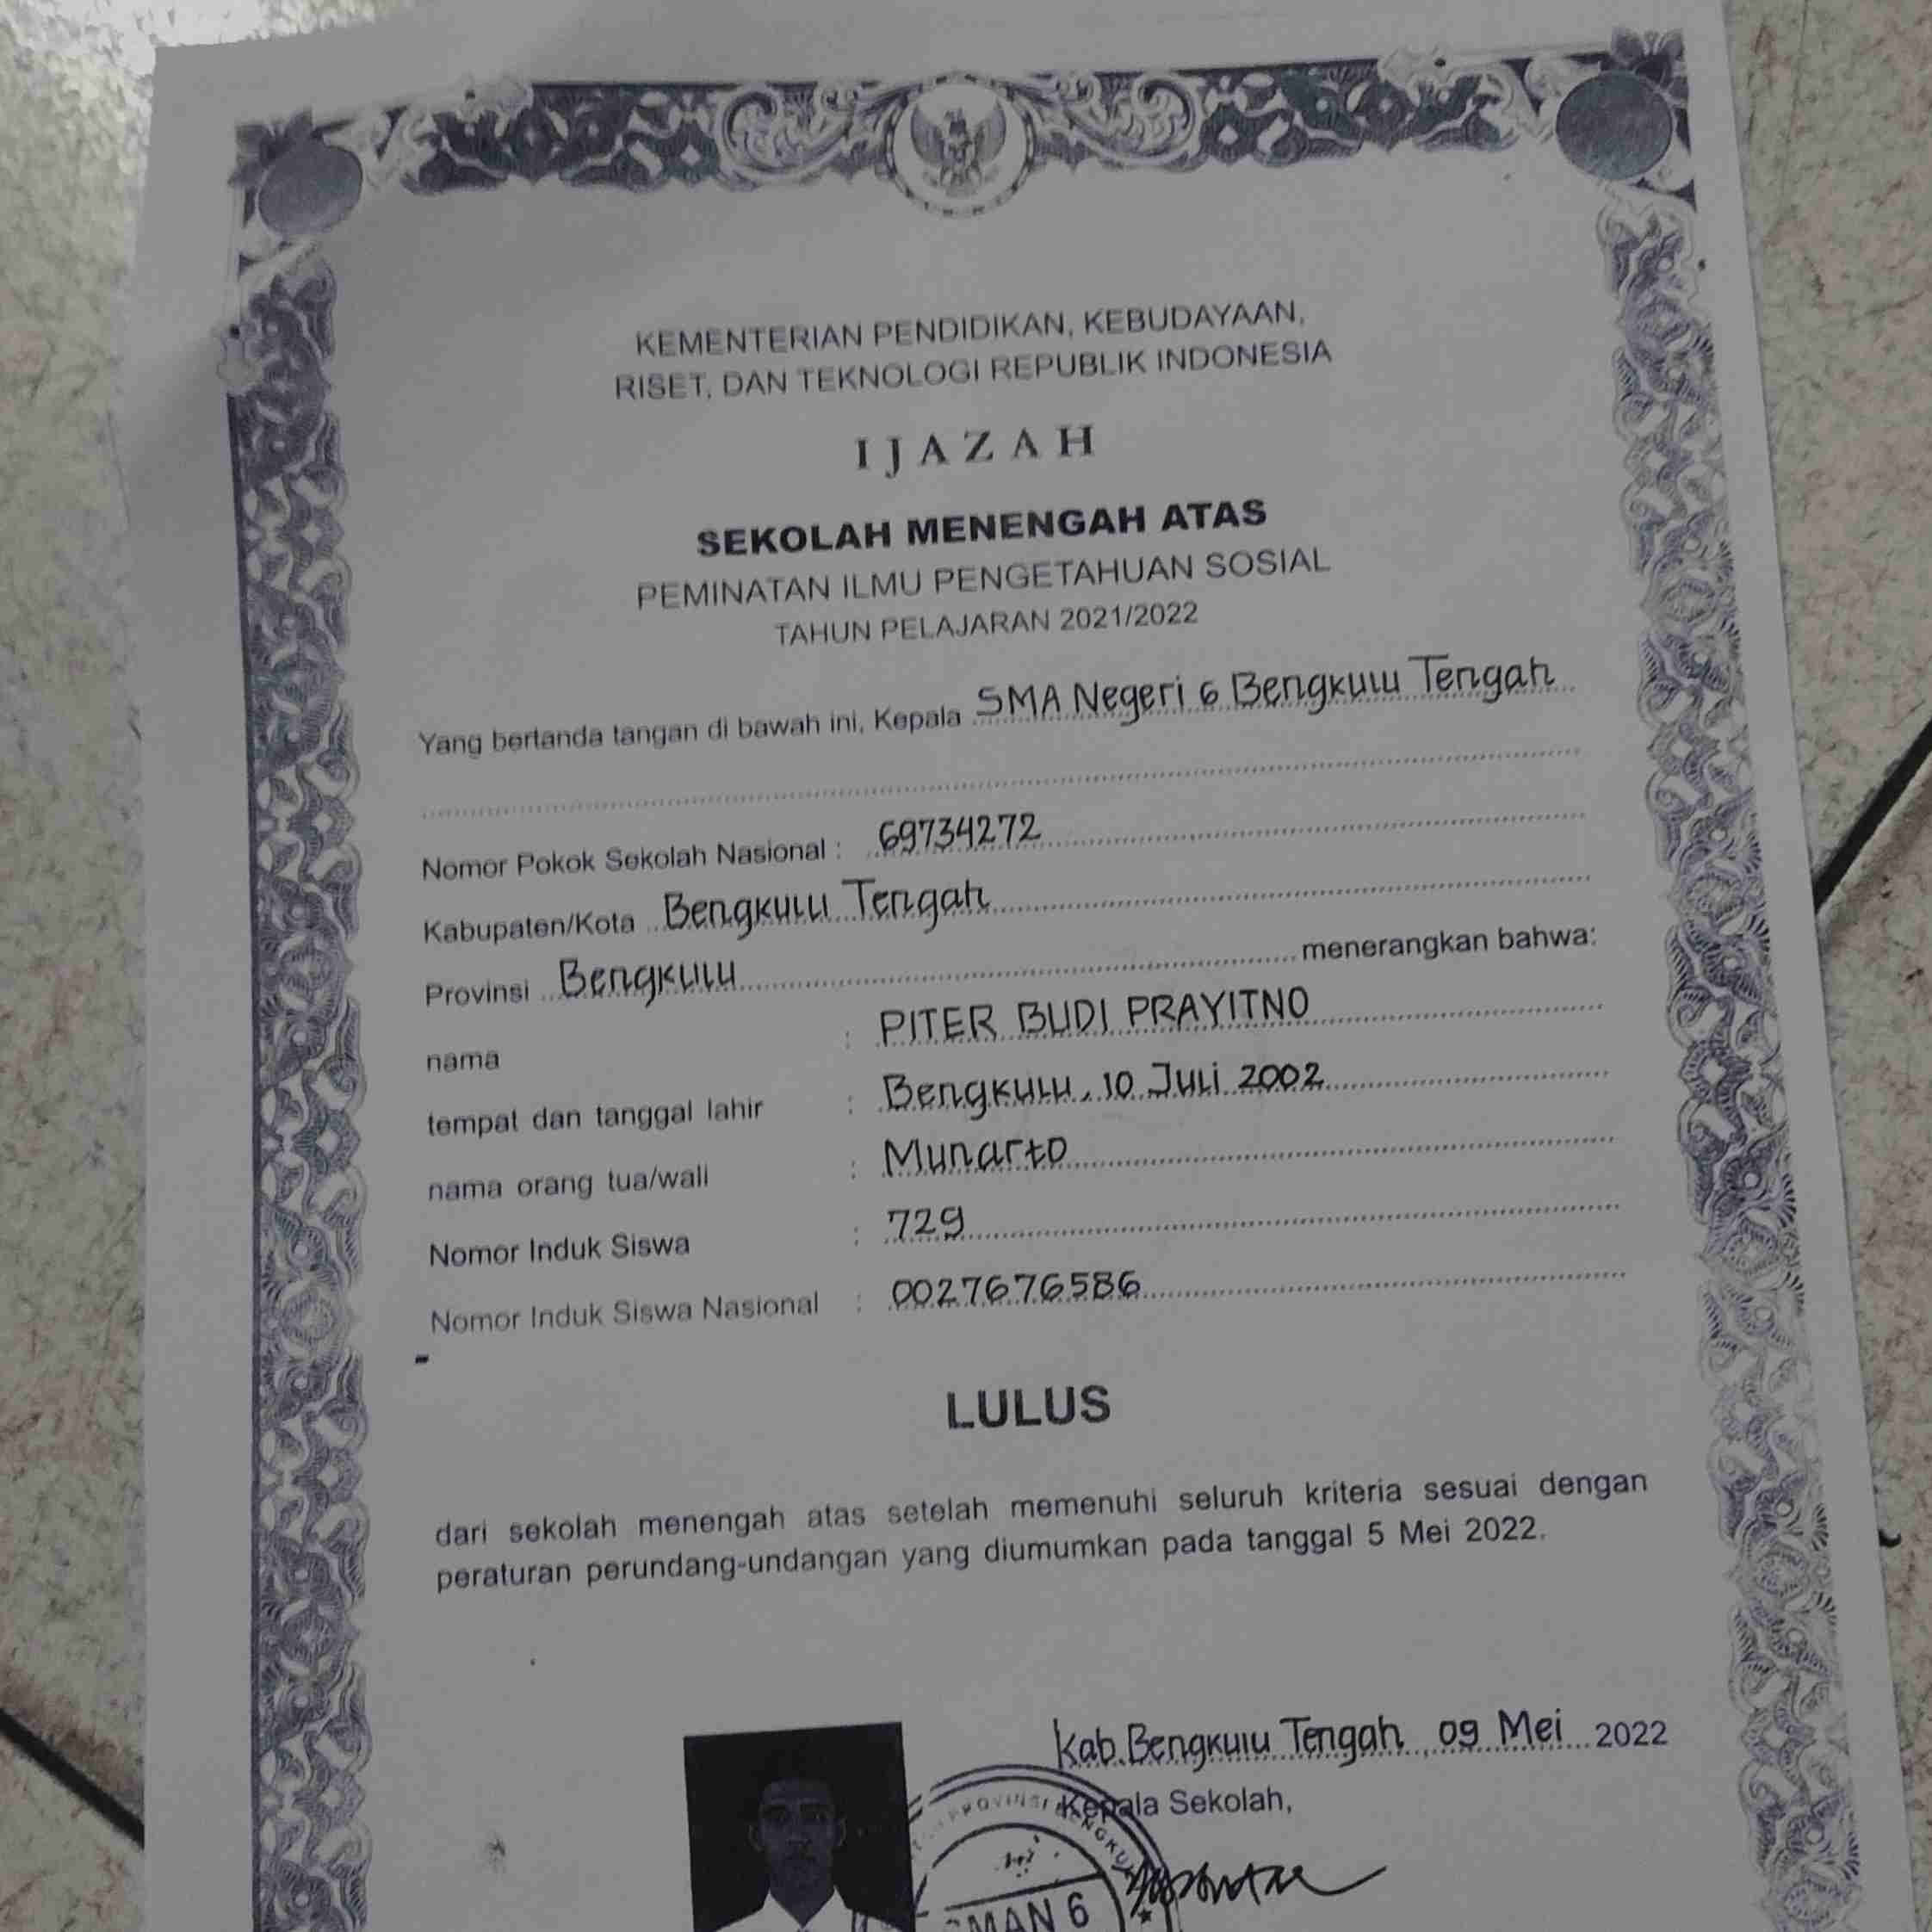 KEMENTERIAN PENDIDIKAN, KEBUDAYAAN,
RISET, DAN TEKNOLOGI REPUBLIK INDONESIA
IJAZAH
SEKOLAH MENENGAH ATAS
PEMINATAN ILMU PENGETAHUAN SOSIAL
TAHUN PELAJARAN 2021/2022
Yang bertanda tangan di bawah ini, Kepala SMA Negeri 6 Bengkulu Tengah
Nomor Pokok Sekolah Nasional : 69734272
Kabupaten/Kota Bengkulu Tengah
Provinsi Bengkulu menerangkan bahwa:
nama : PITER BUDI PRAYITNO
tempat dan tanggal lahir : Bengkulu, 10 Juli 2002
nama orang tua/wali : Munarto
Nomor Induk Siswa : 729
Nomor Induk Siswa Nasional : 0027676586
LULUS
dari sekolah menengah atas setelah memenuhi seluruh kriteria sesuai dengan
peraturan perundang-undangan yang diumumkan pada tanggal 5 Mei 2022.
Kab. Bengkulu Tengah, 09 Mei 2022
Kepala Sekolah,
PROVINSI BENGKULU
SMAN 6